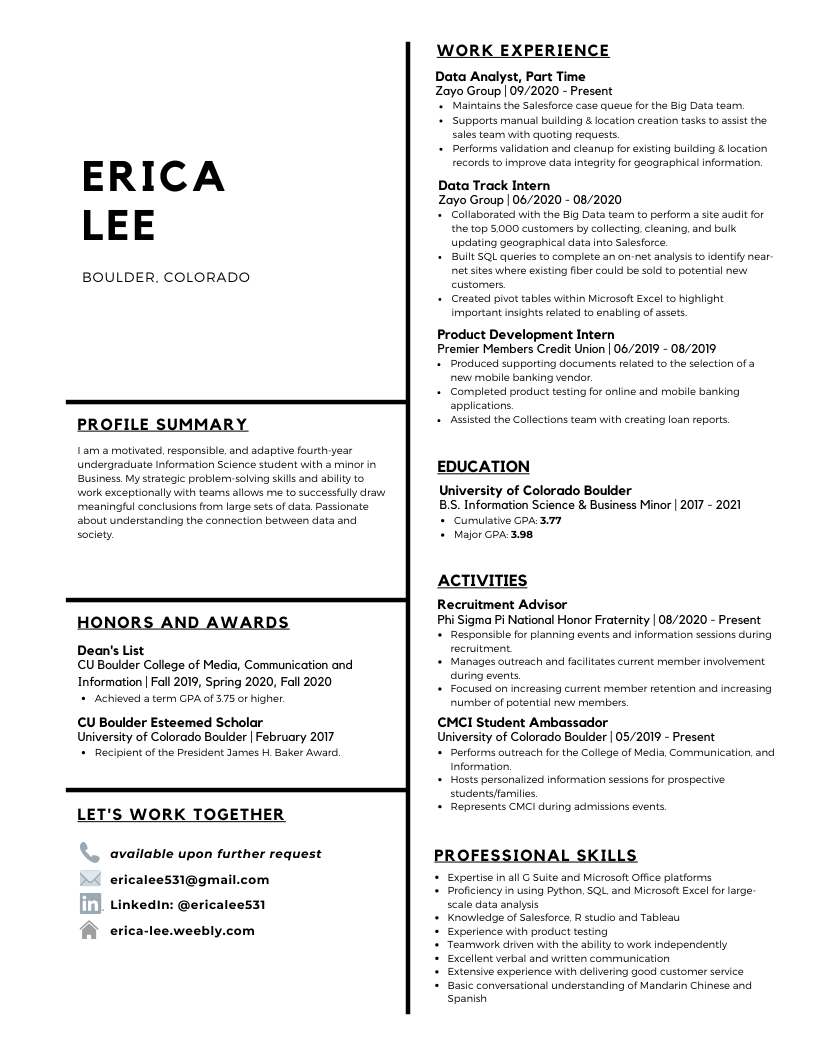 ERICA
LEE
BOULDER, COLORADO
PROFILE SUMMARY
I am a motivated, responsible, and adaptive fourth-year
undergraduate Information Science student with a minor in
Business. My strategic problem-solving skills and ability to
work exceptionally with teams allows me to successfully draw
meaningful conclusions from large sets of data. Passionate
about understanding the connection between data and
society.
HONORS AND AWARDS
Dean's List
CU Boulder College of Media, Communication and
Information | Fall 2019, Spring 2020, Fall 2020
• Achieved a term GPA of 3.75 or higher.
CU Boulder Esteemed Scholar
University of Colorado Boulder | February 2017
• Recipient of the President James H. Baker Award.
LET'S WORK TOGETHER
available upon further request
ericalee531@gmail.com
in LinkedIn: @ericalee531
erica-lee.weebly.com
WORK EXPERIENCE
Data Analyst, Part Time
Zayo Group | 09/2020 - Present
• Maintains the Salesforce case queue for the Big Data team.
• Supports manual building & location creation tasks to assist the
sales team with quoting requests.
• Performs validation and cleanup for existing building & location
records to improve data integrity for geographical information.
Data Track Intern
Zayo Group | 06/2020 - 08/2020
• Collaborated with the Big Data team to perform a site audit for
the top 5,000 customers by collecting, cleaning, and bulk
updating geographical data into Salesforce.
• Built SQL queries to complete an on-net analysis to identify near-
net sites where existing fiber could be sold to potential new
customers.
• Created pivot tables within Microsoft Excel to highlight
important insights related to enabling of assets.
Product Development Intern
Premier Members Credit Union | 06/2019 - 08/2019
• Produced supporting documents related to the selection of a
new mobile banking vendor.
• Completed product testing for online and mobile banking
applications.
• Assisted the Collections team with creating loan reports.
EDUCATION
University of Colorado Boulder
B.S. Information Science & Business Minor | 2017 - 2021
• Cumulative GPA: 3.77
• Major GPA: 3.98
ACTIVITIES
Recruitment Advisor
Phi Sigma Pi National Honor Fraternity | 08/2020 - Present
• Responsible for planning events and information sessions during
recruitment.
• Manages outreach and facilitates current member involvement
during events.
• Focused on increasing current member retention and increasing
number of potential new members.
CMCI Student Ambassador
University of Colorado Boulder | 05/2019 - Present
• Performs outreach for the College of Media, Communication, and
Information.
• Hosts personalized information sessions for prospective
students/families.
• Represents CMCI during admissions events.
PROFESSIONAL SKILLS
• Expertise in all G Suite and Microsoft Office platforms
• Proficiency in using Python, SQL, and Microsoft Excel for large-
scale data analysis
• Knowledge of Salesforce, R studio and Tableau
• Experience with product testing
• Teamwork driven with the ability to work independently
• Excellent verbal and written communication
• Extensive experience with delivering good customer service
• Basic conversational understanding of Mandarin Chinese and
Spanish